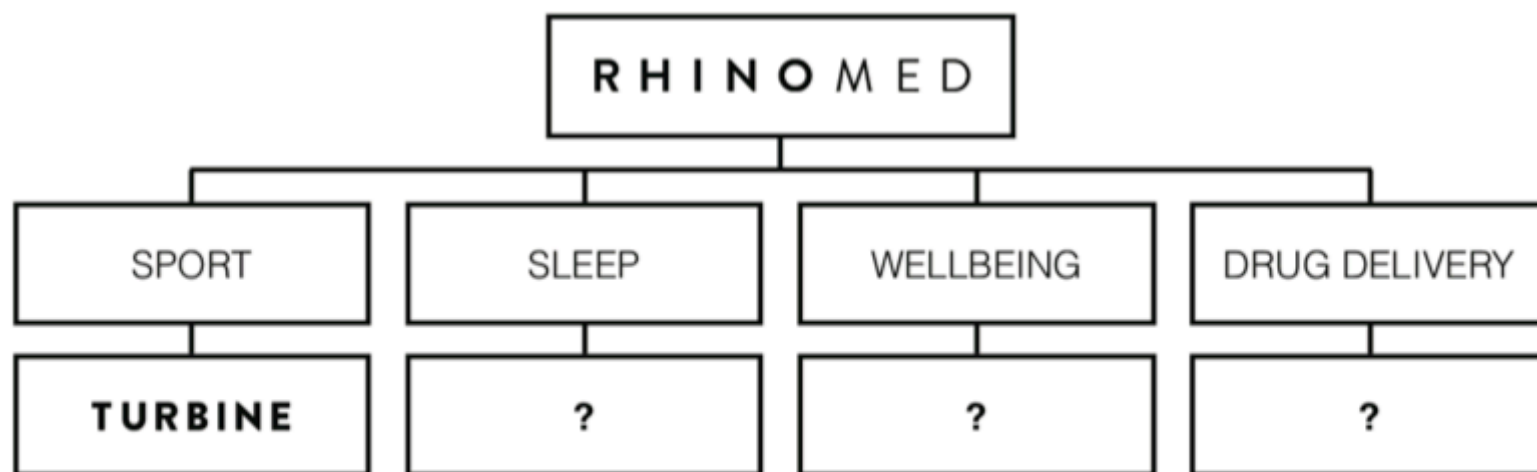 RHINOMED
SPORT
SLEEP
WELLBEING
DRUG DELIVERY
TURBINE
?
?
?